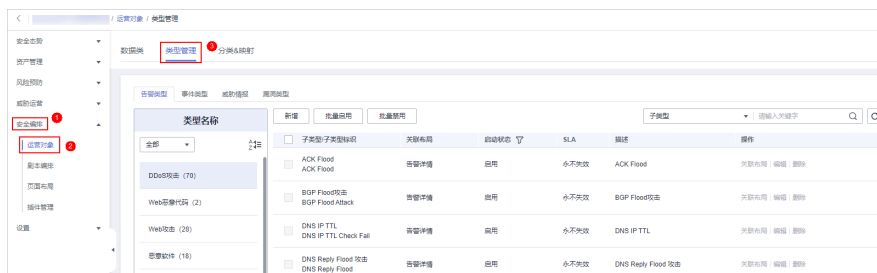 / 运营对象 / 类型管理
安全态势
资产管理
风险预防
威胁运营
安全编排
1
运营对象
2
剧本编排
页面布局
插件管理
设置
数据类
类型管理
3
分类&映射
告警类型
事件类型
威胁情报
漏洞类型
类型名称
全部
DDoS攻击 (70)
Web恶意代码 (2)
Web攻击 (28)
恶意软件 (18)
新增
批量启用
批量禁用
子类型
请输入关键字
子类型/子类型标识 关联布局 启动状态 SLA 描述 操作
ACK Flood
ACK Flood
告警详情 启用 永不失效 ACK Flood 关联布局 | 编辑 | 删除
BGP Flood攻击
BGP Flood Attack
告警详情 启用 永不失效 BGP Flood攻击 关联布局 | 编辑 | 删除
DNS IP TTL
DNS IP TTL Check Fail
告警详情 启用 永不失效 DNS IP TTL 关联布局 | 编辑 | 删除
DNS Reply Flood 攻击
DNS Reply Flood
告警详情 启用 永不失效 DNS Reply Flood 攻击 关联布局 | 编辑 | 删除